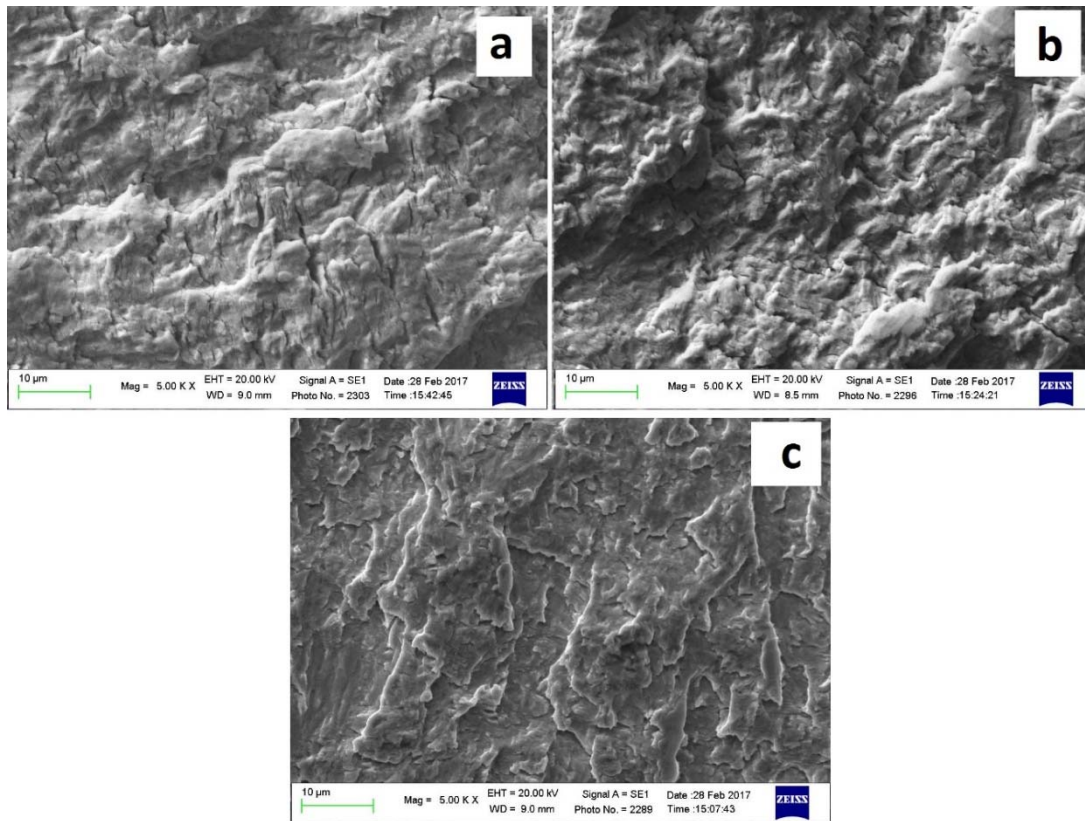 a
10 µm
Mag = 5.00 K X
EHT = 20.00 kV
WD = 9.0 mm
Signal A = SE1
Photo No. = 2303
Date :28 Feb 2017
Time :15:42:45
ZEISS
b
10 µm
Mag = 5.00 K X
EHT = 20.00 kV
WD = 8.5 mm
Signal A = SE1
Photo No. = 2296
Date :28 Feb 2017
Time :15:24:21
ZEISS
c
10 µm
Mag = 5.00 K X
EHT = 20.00 kV
WD = 9.0 mm
Signal A = SE1
Photo No. = 2289
Date :28 Feb 2017
Time :15:07:43
ZEISS